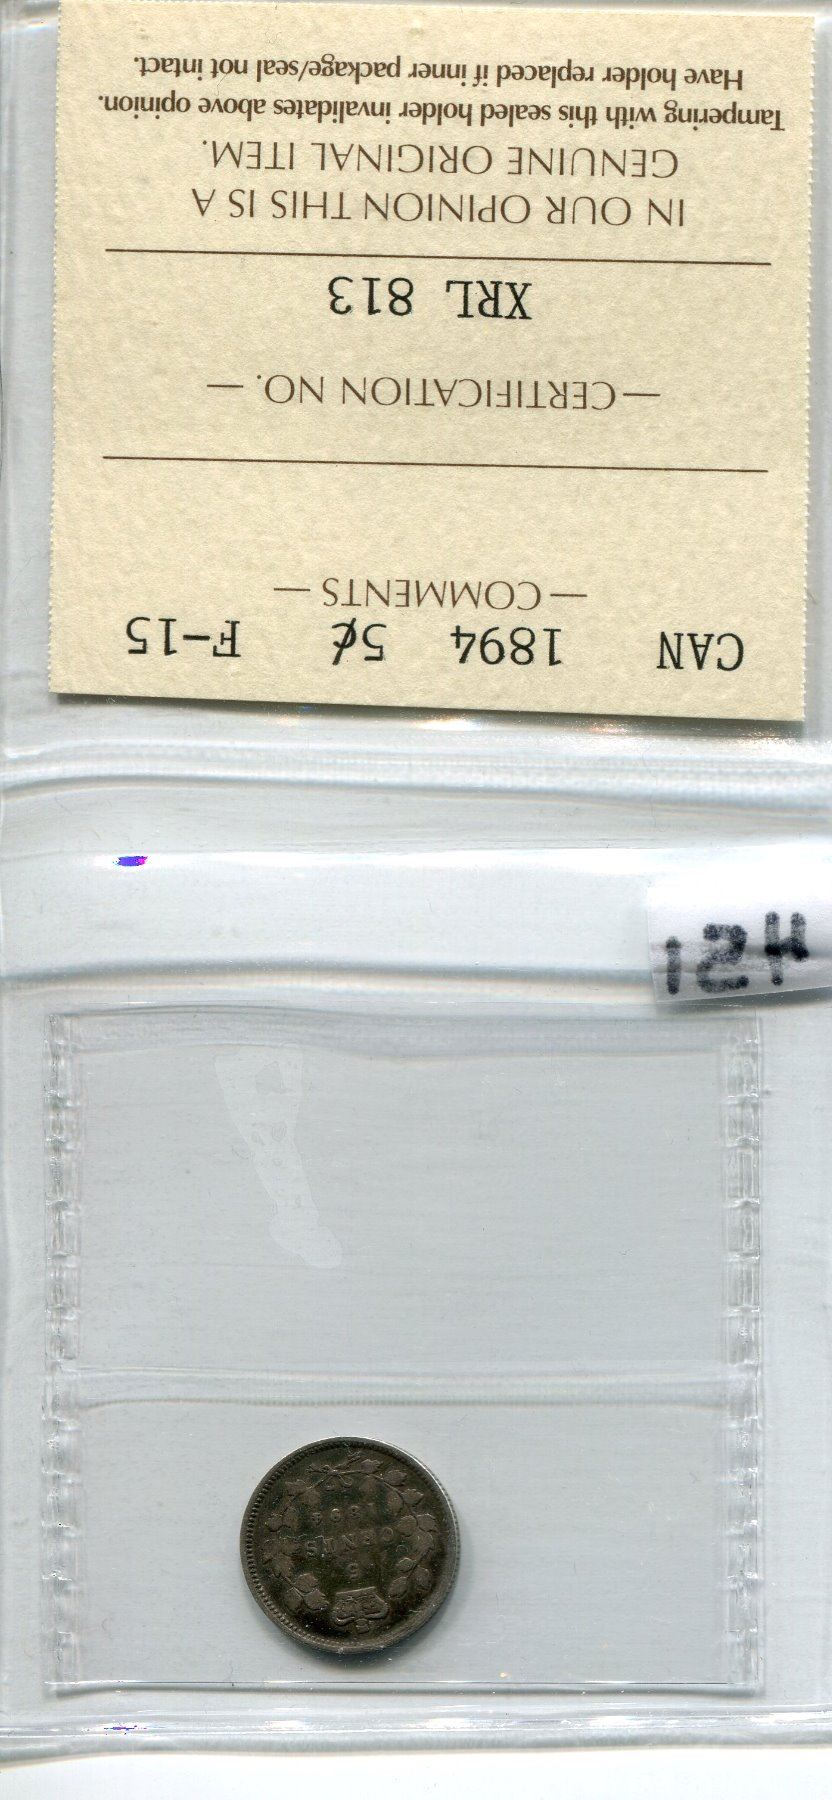 CAN 1894 5¢ F-15
— COMMENTS —
— CERTIFICATION NO. —
XRL 813
IN OUR OPINION THIS IS A
GENUINE ORIGINAL ITEM.
Tampering with this sealed holder invalidates above opinion.
Have holder replaced if inner package/seal not intact.
5
CENTS
1894